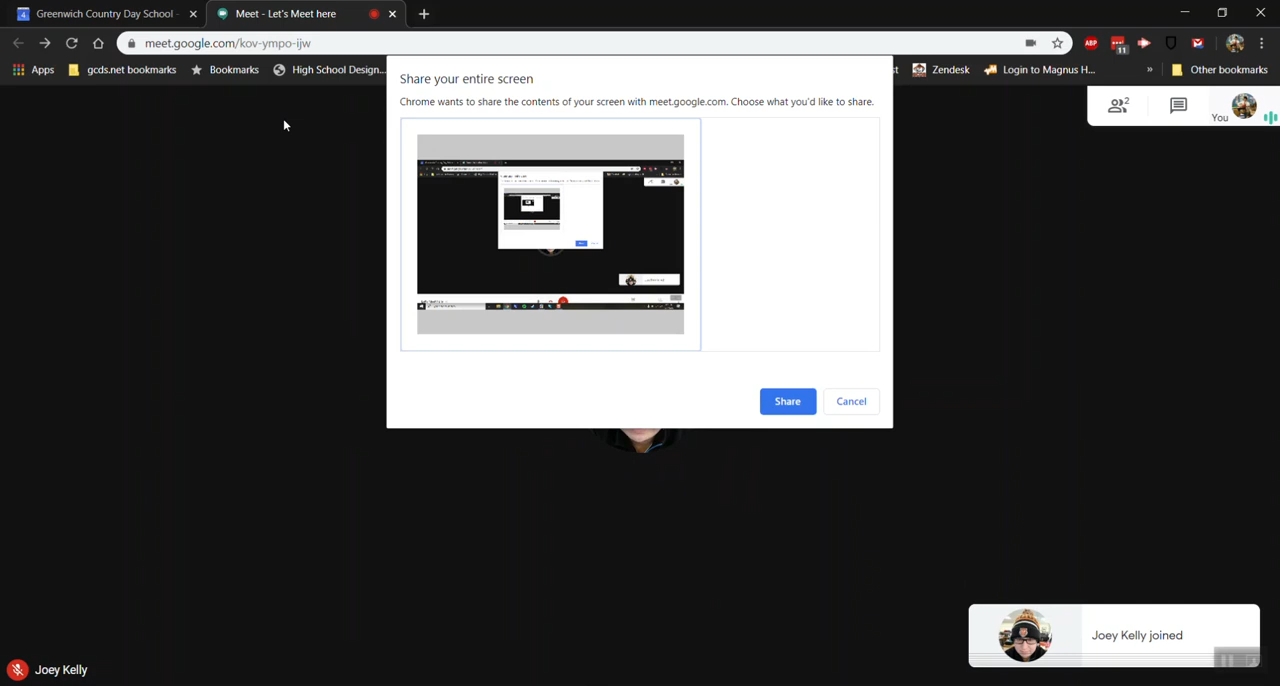 Greenwich Country Day School -
Meet - Let's Meet here
meet.google.com/kov-ympo-ijw
ABP
11
Apps
gcds.net bookmarks
Bookmarks
High School Design...
Zendesk
Login to Magnus H...
»
Other bookmarks
Share your entire screen
Chrome wants to share the contents of your screen with meet.google.com. Choose what you'd like to share.
2
You
Share
Cancel
Joey Kelly joined
Joey Kelly